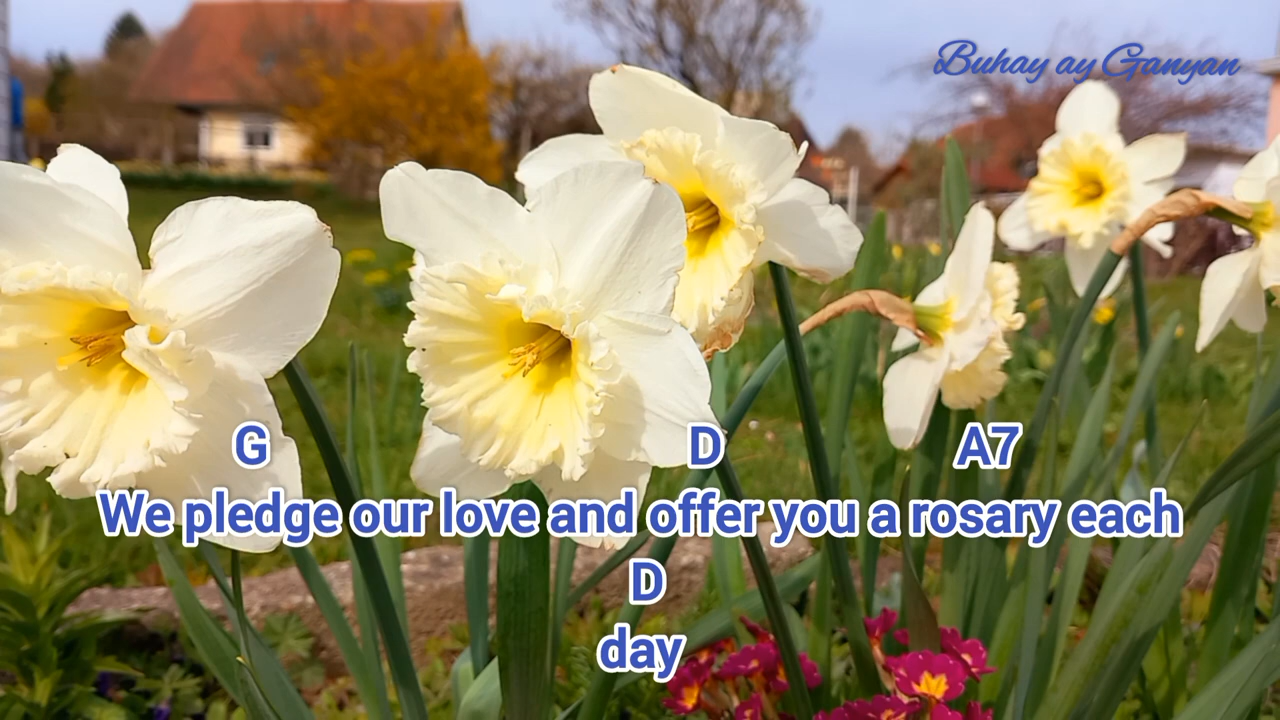 Buhay ay Ganyan
G D A7
We pledge our love and offer you a rosary each
D
day